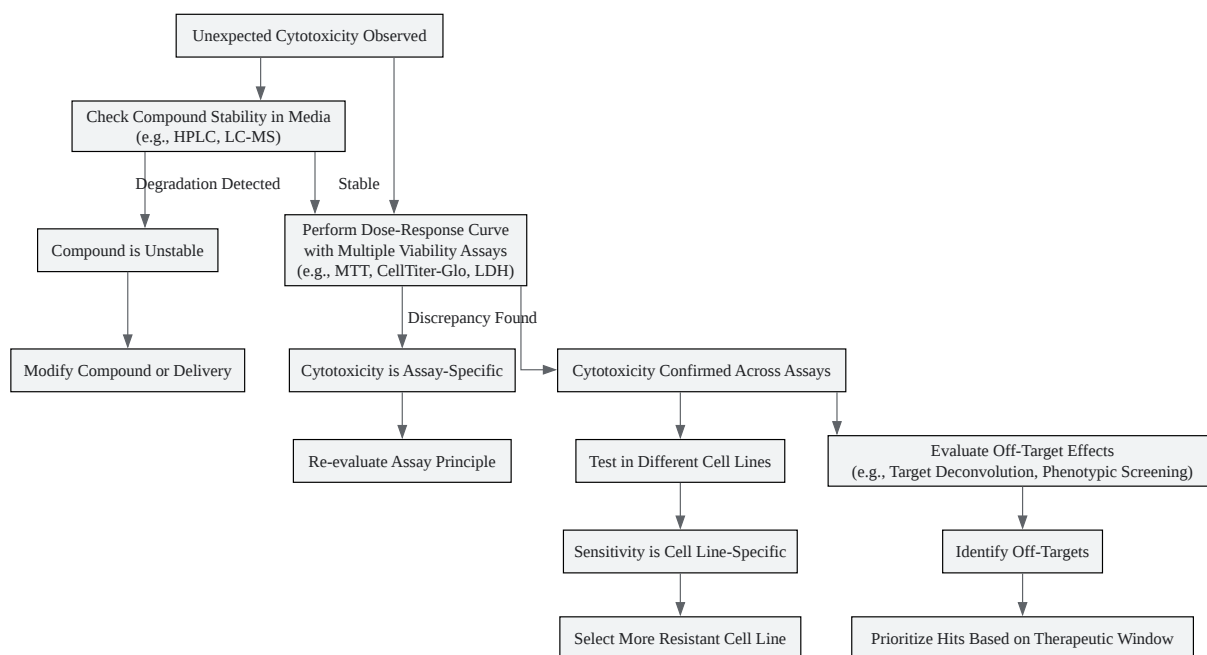 Unexpected Cytotoxicity Observed
Check Compound Stability in Media
(e.g., HPLC, LC-MS)
Degradation Detected
Stable
Compound is Unstable
Perform Dose-Response Curve
with Multiple Viability Assays
(e.g., MTT, CellTiter-Glo, LDH)
Discrepancy Found
Modify Compound or Delivery
Cytotoxicity is Assay-Specific
Cytotoxicity Confirmed Across Assays
Re-evaluate Assay Principle
Test in Different Cell Lines
Evaluate Off-Target Effects
(e.g., Target Deconvolution, Phenotypic Screening)
Sensitivity is Cell Line-Specific
Identify Off-Targets
Select More Resistant Cell Line
Prioritize Hits Based on Therapeutic Window